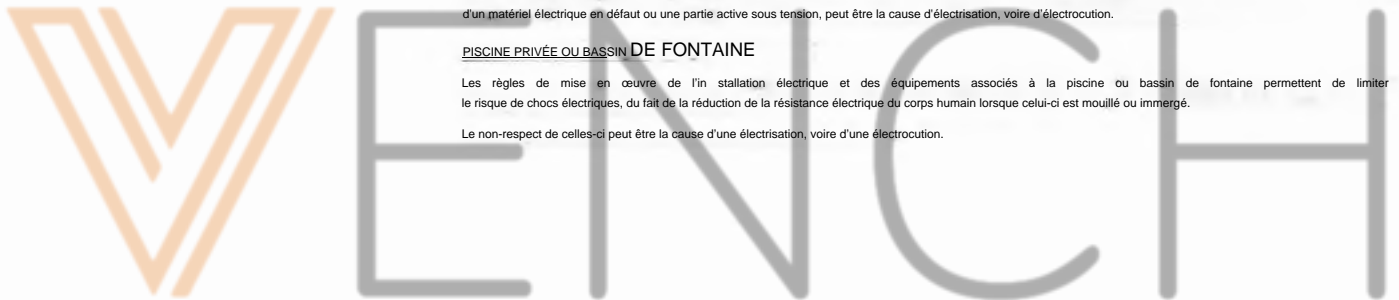 d'un matériel électrique en défaut ou une partie active sous tension, peut être la cause d'électrisation, voire d'électrocution.
PISCINE PRIVÉE OU BASSIN DE FONTAINE
Les règles de mise en œuvre de l'in stallation électrique et des équipements associés à la piscine ou bassin de fontaine permettent de limiter
le risque de chocs électriques, du fait de la réduction de la résistance électrique du corps humain lorsque celui-ci est mouillé ou immergé.
Le non-respect de celles-ci peut être la cause d'une électrisation, voire d'une électrocution.
VENCH